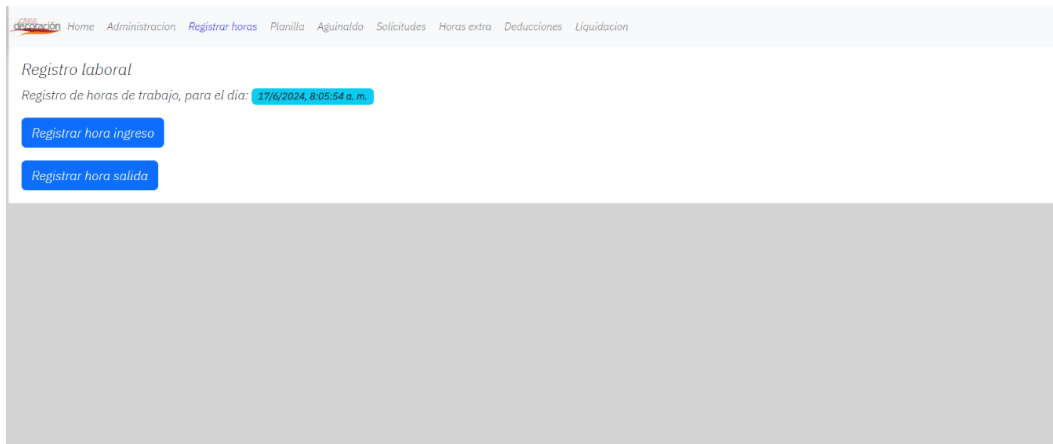 decoración Home Administracion Registrar horas Planilla Aguinaldo Solicitudes Horas extra Deducciones Liquidacion
Registro laboral
Registro de horas de trabajo, para el dia: 17/6/2024, 8:05:54 a. m.
Registrar hora ingreso
Registrar hora salida